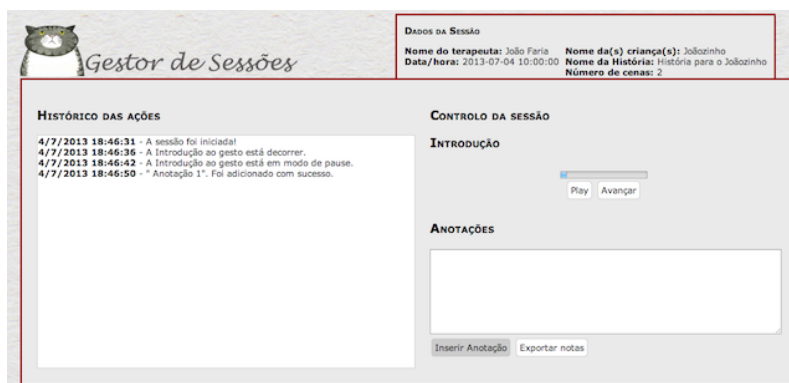 Gestor de Sessões
Dados da Sessão
Nome do terapeuta: João Faria
Data/hora: 2013-07-04 10:00:00
Nome da(s) criança(s): Joãozinho
Nome da História: História para o Joãozinho
Número de cenas: 2
Histórico das ações
4/7/2013 18:46:31 - A sessão foi iniciada!
4/7/2013 18:46:36 - A Introdução ao gesto está decorrer.
4/7/2013 18:46:42 - A Introdução ao gesto está em modo de pause.
4/7/2013 18:46:50 - " Anotação 1". Foi adicionado com sucesso.
Controlo da sessão
Introdução
Play Avançar
Anotações
Inserir Anotação Exportar notas